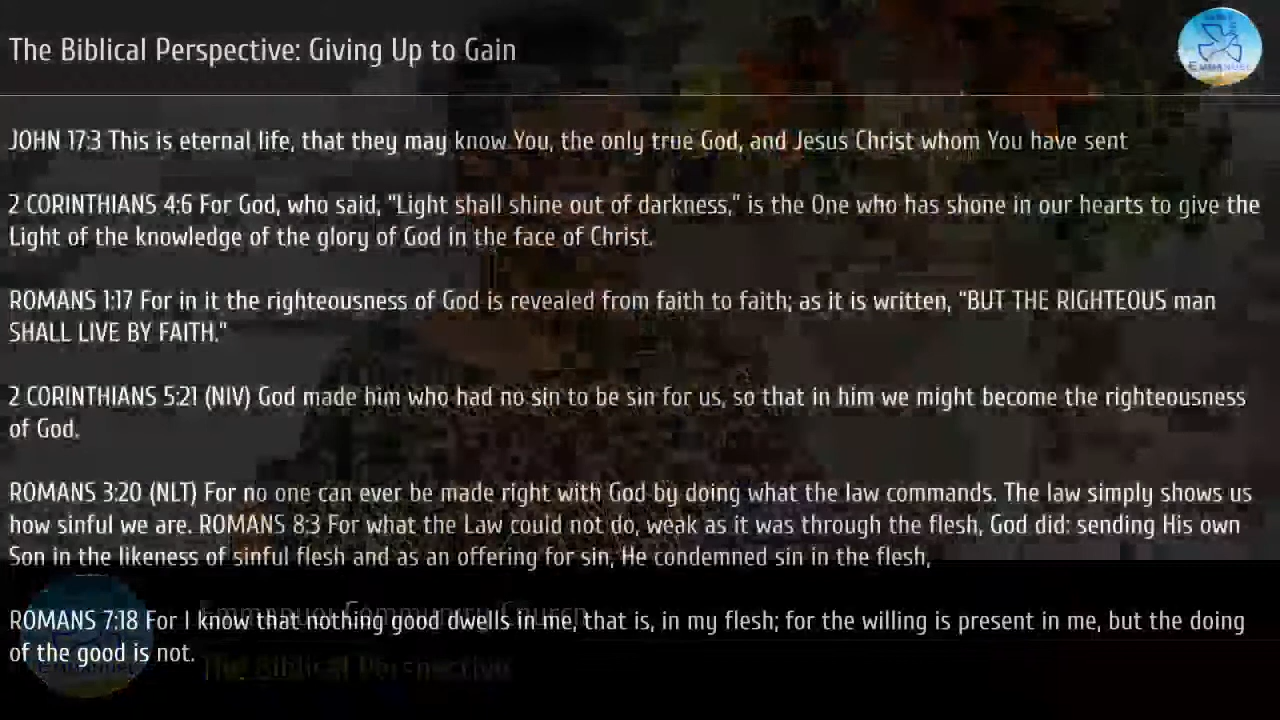 The Biblical Perspective: Giving Up to Gain
EMMANUEL
JOHN 17:3 This is eternal life, that they may know You, the only true God, and Jesus Christ whom You have sent
2 CORINTHIANS 4:6 For God, who said, “Light shall shine out of darkness,” is the One who has shone in our hearts to give the
Light of the knowledge of the glory of God in the face of Christ.
ROMANS 1:17 For in it the righteousness of God is revealed from faith to faith; as it is written, “BUT THE RIGHTEOUS man
SHALL LIVE BY FAITH.”
2 CORINTHIANS 5:21 (NIV) God made him who had no sin to be sin for us, so that in him we might become the righteousness
of God.
ROMANS 3:20 (NLT) For no one can ever be made right with God by doing what the law commands. The law simply shows us
how sinful we are. ROMANS 8:3 For what the Law could not do, weak as it was through the flesh, God did: sending His own
Son in the likeness of sinful flesh and as an offering for sin, He condemned sin in the flesh,
Emmanuel Community Church
ROMANS 7:18 For I know that nothing good dwells in me, that is, in my flesh; for the willing is present in me, but the doing
of the good is not.
EMMANUEL
The Biblical Perspective